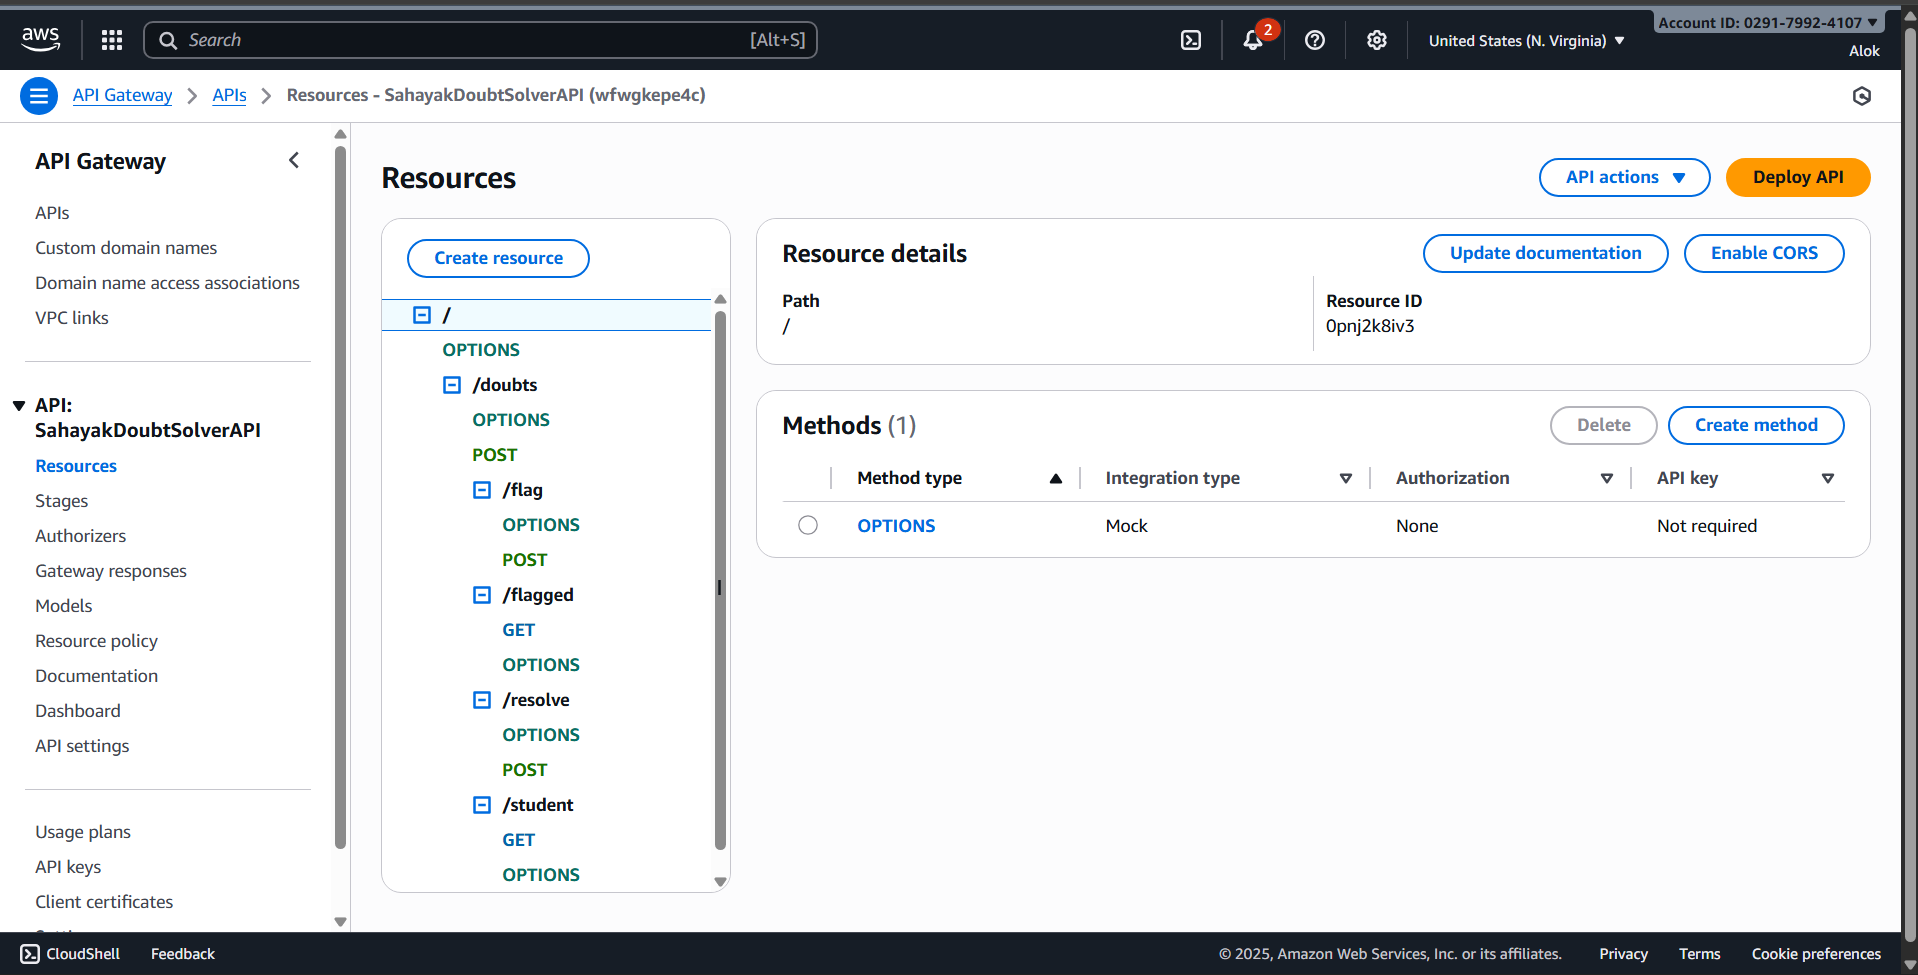 aws
Search
[Alt+S]
2
United States (N. Virginia)
Account ID: 0291-7992-4107
Alok
API Gateway
APIs
Resources - SahayakDoubtSolverAPI (wfwgkepe4c)
API Gateway
APIs
Custom domain names
Domain name access associations
VPC links
API:
SahayakDoubtSolverAPI
Resources
Stages
Authorizers
Gateway responses
Models
Resource policy
Documentation
Dashboard
API settings
Usage plans
API keys
Client certificates
Resources
API actions
Deploy API
Create resource
/
OPTIONS
/doubts
OPTIONS
POST
/flag
OPTIONS
POST
/flagged
GET
OPTIONS
/resolve
OPTIONS
POST
/student
GET
OPTIONS
Resource details
Update documentation
Enable CORS
Path
/
Resource ID
0pnj2k8iv3
Methods (1)
Delete
Create method
Method type
Integration type
Authorization
API key
OPTIONS
Mock
None
Not required
CloudShell
Feedback
© 2025, Amazon Web Services, Inc. or its affiliates.
Privacy
Terms
Cookie preferences